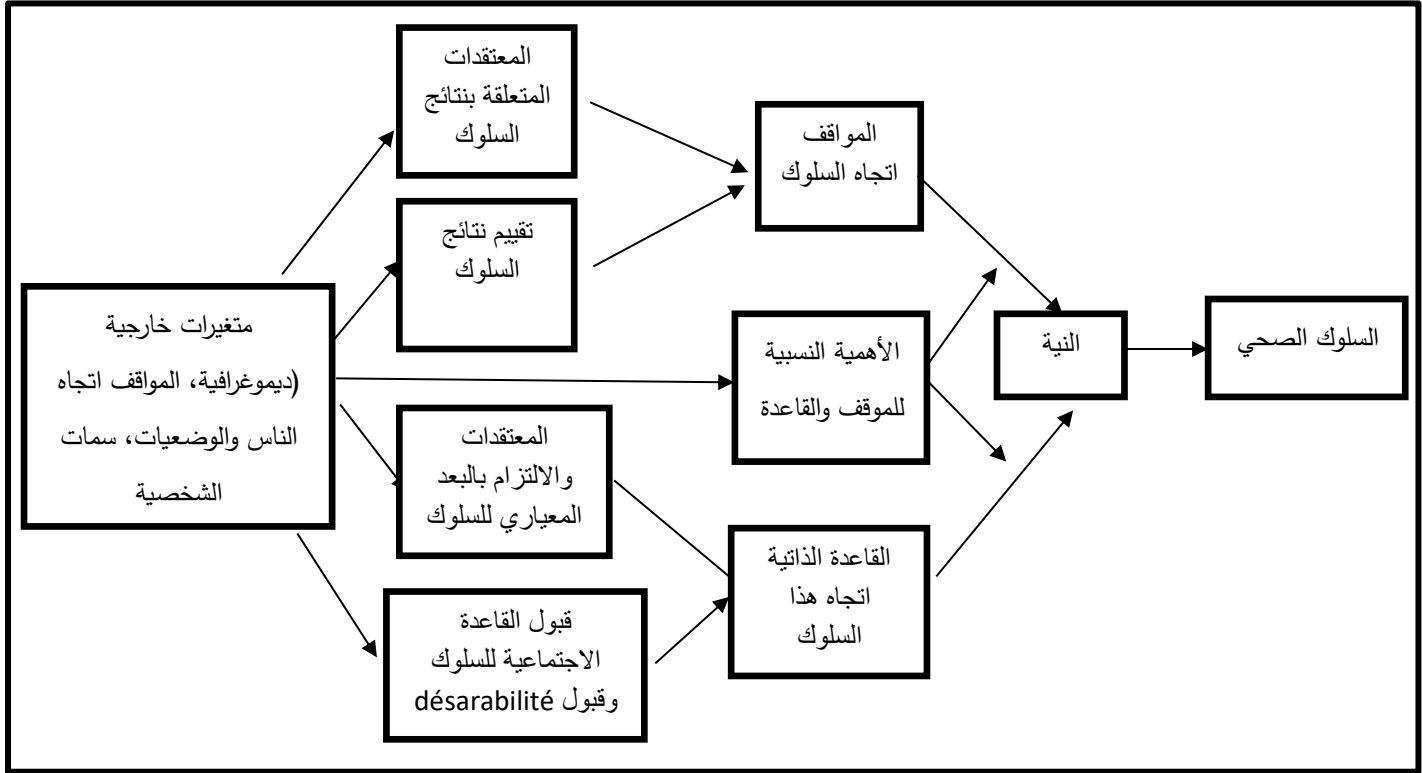 المعتقدات
المتعلقة بنتائج
السلوك
المواقف
اتجاه السلوك
تقييم نتائج
السلوك
متغيرات خارجية
(ديموغرافية، المواقف اتجاه
الناس والوضعيات، سمات
الشخصية
الأهمية النسبية
للموقف والقاعدة
النية
السلوك الصحي
المعتقدات
والالتزام بالبعد
المعياري للسلوك
القاعدة الذاتية
اتجاه هذا
السلوك
قبول القاعدة
الاجتماعية للسلوك
وقبول désarabilité